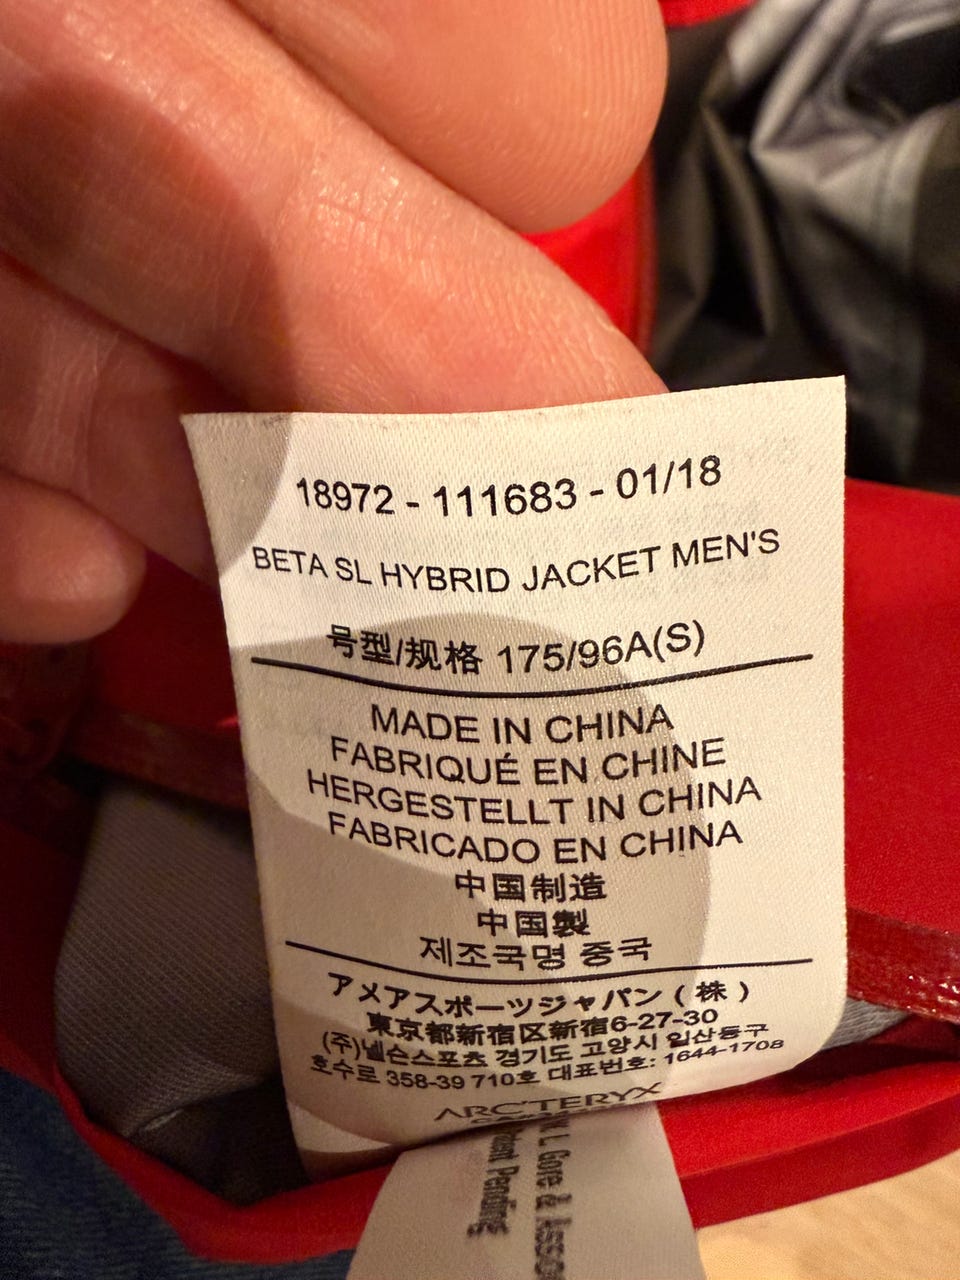 18972 - 111683 - 01/18
BETA SL HYBRID JACKET MEN'S
号型/规格 175/96A(S)
MADE IN CHINA
FABRIQUÉ EN CHINE
HERGESTELLT IN CHINA
FABRICADO EN CHINA
中国制造
中国製
제조국명 중국
アメアスポーツジャパン ( 株 )
東京都新宿区新宿6-27-30
(주)넬슨스포츠 경기도 고양시 일산동구
호수로 358-39 710호 대표번호: 1644-1708
ARC'TERYX
L Gore &
Patent Pending